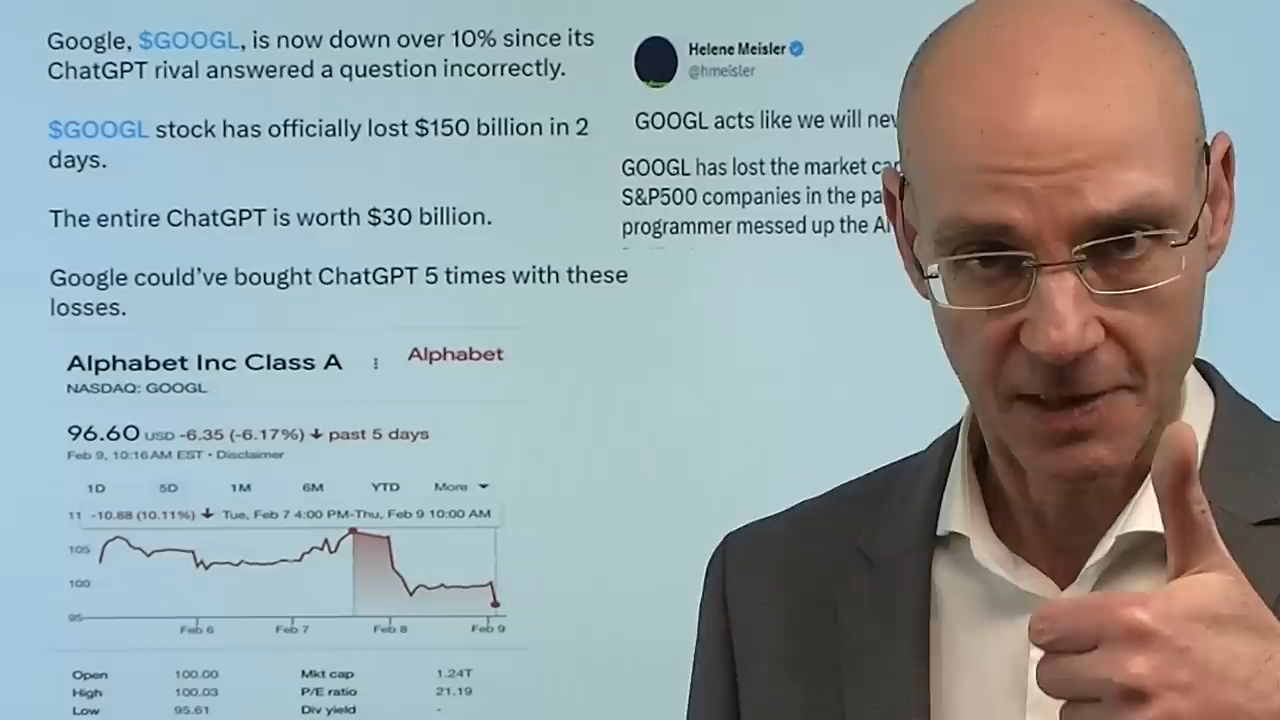 Google, $GOOGL, is now down over 10% since its
ChatGPT rival answered a question incorrectly.
$GOOGL stock has officially lost $150 billion in 2
days.
The entire ChatGPT is worth $30 billion.
Google could've bought ChatGPT 5 times with these
losses.
Helene Meisler
@hmeisler
GOOGL acts like we will nev
GOOGL has lost the market cap
S&P500 companies in the pa
programmer messed up the AI
Alphabet Inc Class A
Alphabet
NASDAQ: GOOGL
96.60 USD -6.35 (-6.17%) ↓ past 5 days
Feb 9, 10:16 AM EST • Disclaimer
1D 5D 1M 6M YTD More
11 -10.88 (10.11%) ↓ Tue, Feb 7 4:00 PM-Thu, Feb 9 10:00 AM
105
100
95
Feb 6 Feb 7 Feb 8 Feb 9
Open 100.00 Mkt cap 1.24T
High 100.03 P/E ratio 21.19
Low 95.61 Div yield -